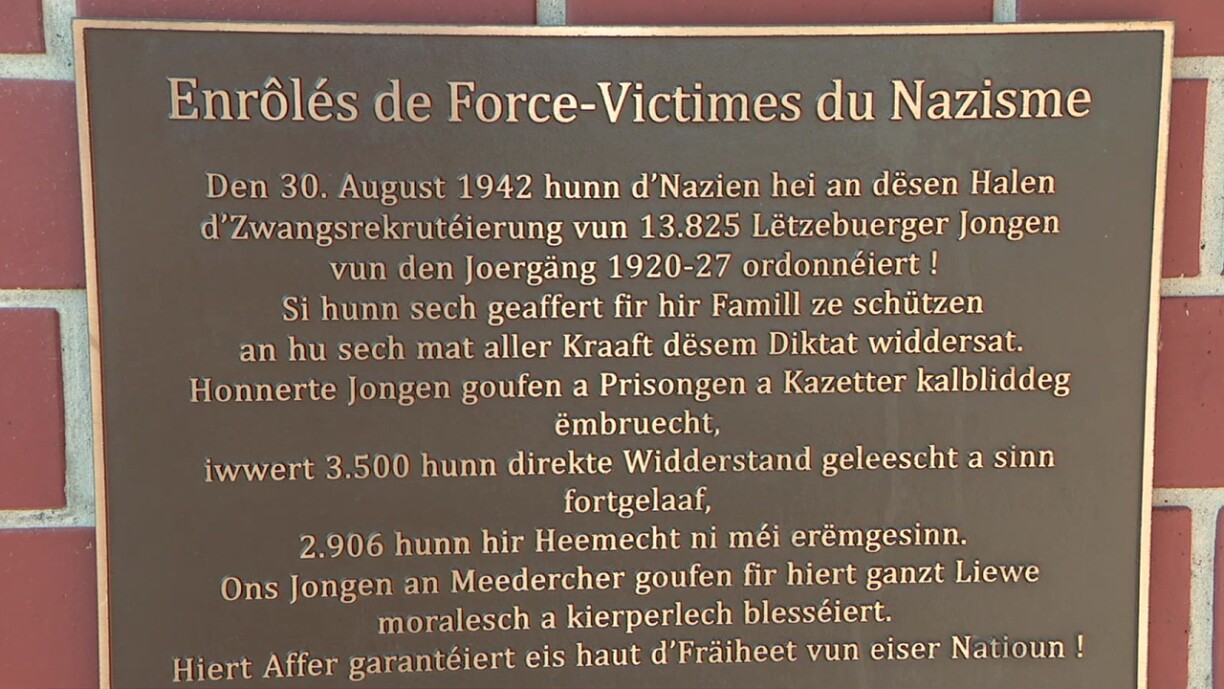 Enrôlés de Force-Victimes du Nazisme
Den 30. August 1942 hunn d'Nazien hei an dësen Halen
d'Zwangsrekrutéierung vun 13.825 Lëtzebuerger Jongen
vun den Joergäng 1920-27 ordonnéiert !
Si hunn sech geaffert fir hir Famill ze schützen
an hu sech mat aller Kraaft dësem Diktat widdersat.
Honnerte Jongen goufen a Prisongen a Kazetter kalbliddeg
ëmbruecht,
iwwert 3.500 hunn direkte Widderstand geleescht a sinn
fortgelaaf,
2.906 hunn hir Heemecht ni méi erëmgesinn.
Ons Jongen an Meedercher goufen fir hiert ganzt Liewe
moralesch a kierperlech blesséiert.
Hiert Affer garantéiert eis haut d'Fräiheet vun eiser Natioun !